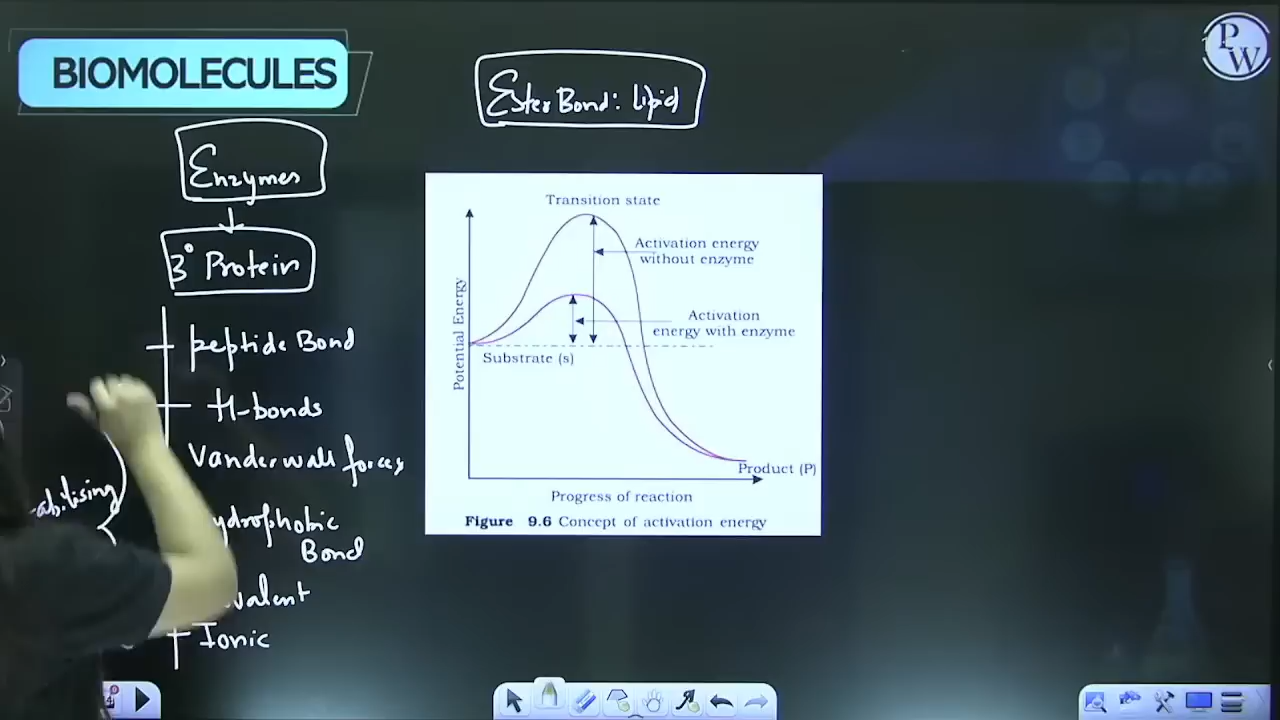 BIOMOLECULES
Ester Bond: lipid
PW
Enzymes
3° Protein
peptide Bond
H-bonds
Vanderwall forces
Bond
Ionic
Transition state
Activation energy
without enzyme
Activation
energy with enzyme
Potential Energy
Substrate (s)
Product (P)
Progress of reaction
Figure 9.6 Concept of activation energy